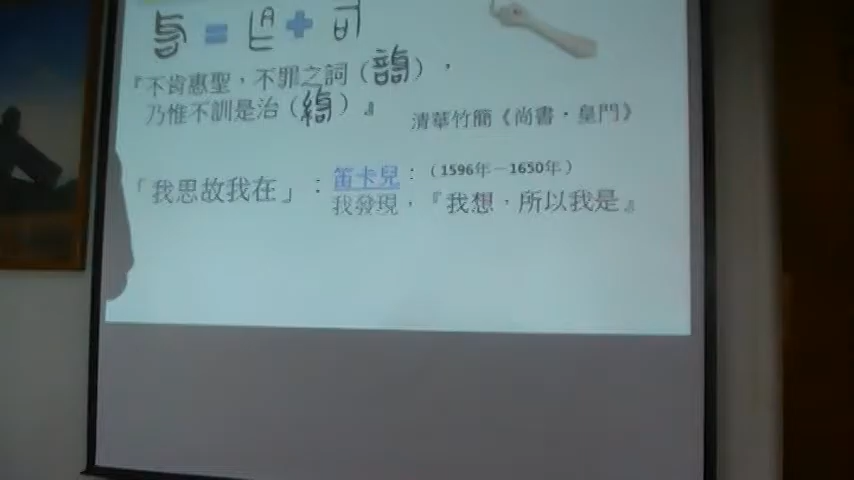 『不肯惠聖，不罪之詞（），
乃惟不訓是治（）』
清華竹簡《尚書・皇門》
「我思故我在」：笛卡兒：（1596年－1650年）
我發現，『我想，所以我是』